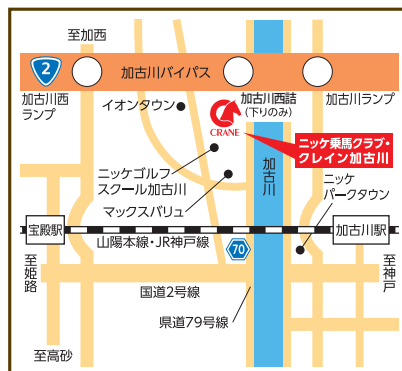 至加西
2
加古川バイパス
加古川西
ランプ
イオンタウン
加古川西詰
(下りのみ)
加古川ランプ
CRANE
ニッケ乗馬クラブ・
クレイン加古川
ニッケゴルフ
スクール加古川
加古川
ニッケ
パークタウン
マックスバリュ
宝殿駅
山陽本線・JR神戸線
70
加古川駅
至姫路
国道2号線
至神戸
県道79号線
至高砂